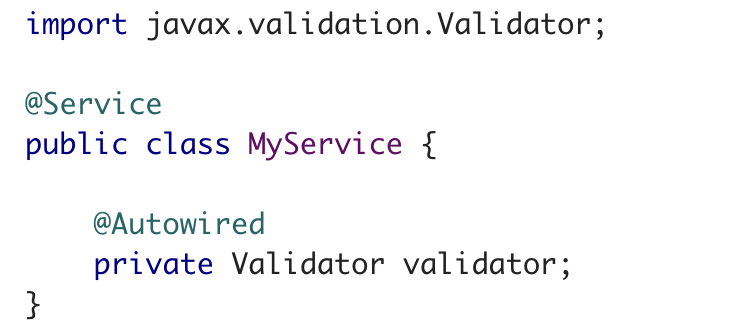 import javax.validation.Validator;
@Service
public class MyService {
@Autowired
private Validator validator;
}